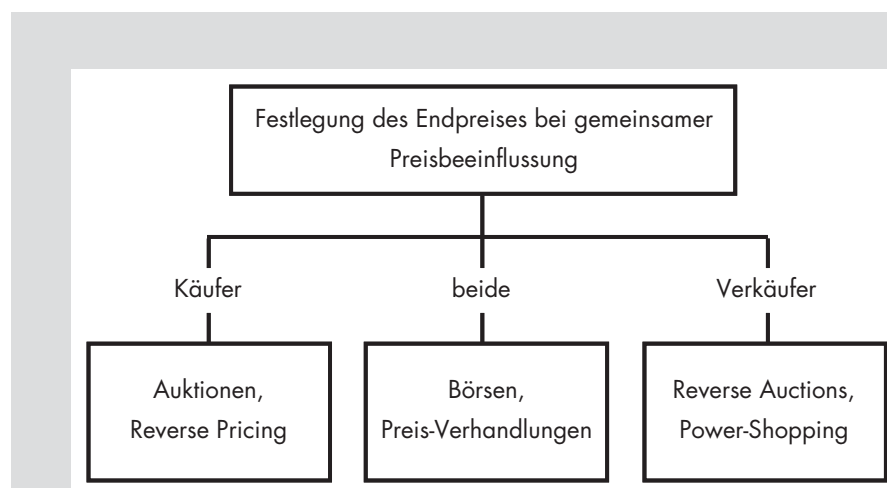 Festlegung des Endpreises bei gemeinsamer
Preisbeeinflussung
Käufer
beide
Verkäufer
Auktionen,
Reverse Pricing
Börsen,
Preis-Verhandlungen
Reverse Auctions,
Power-Shopping